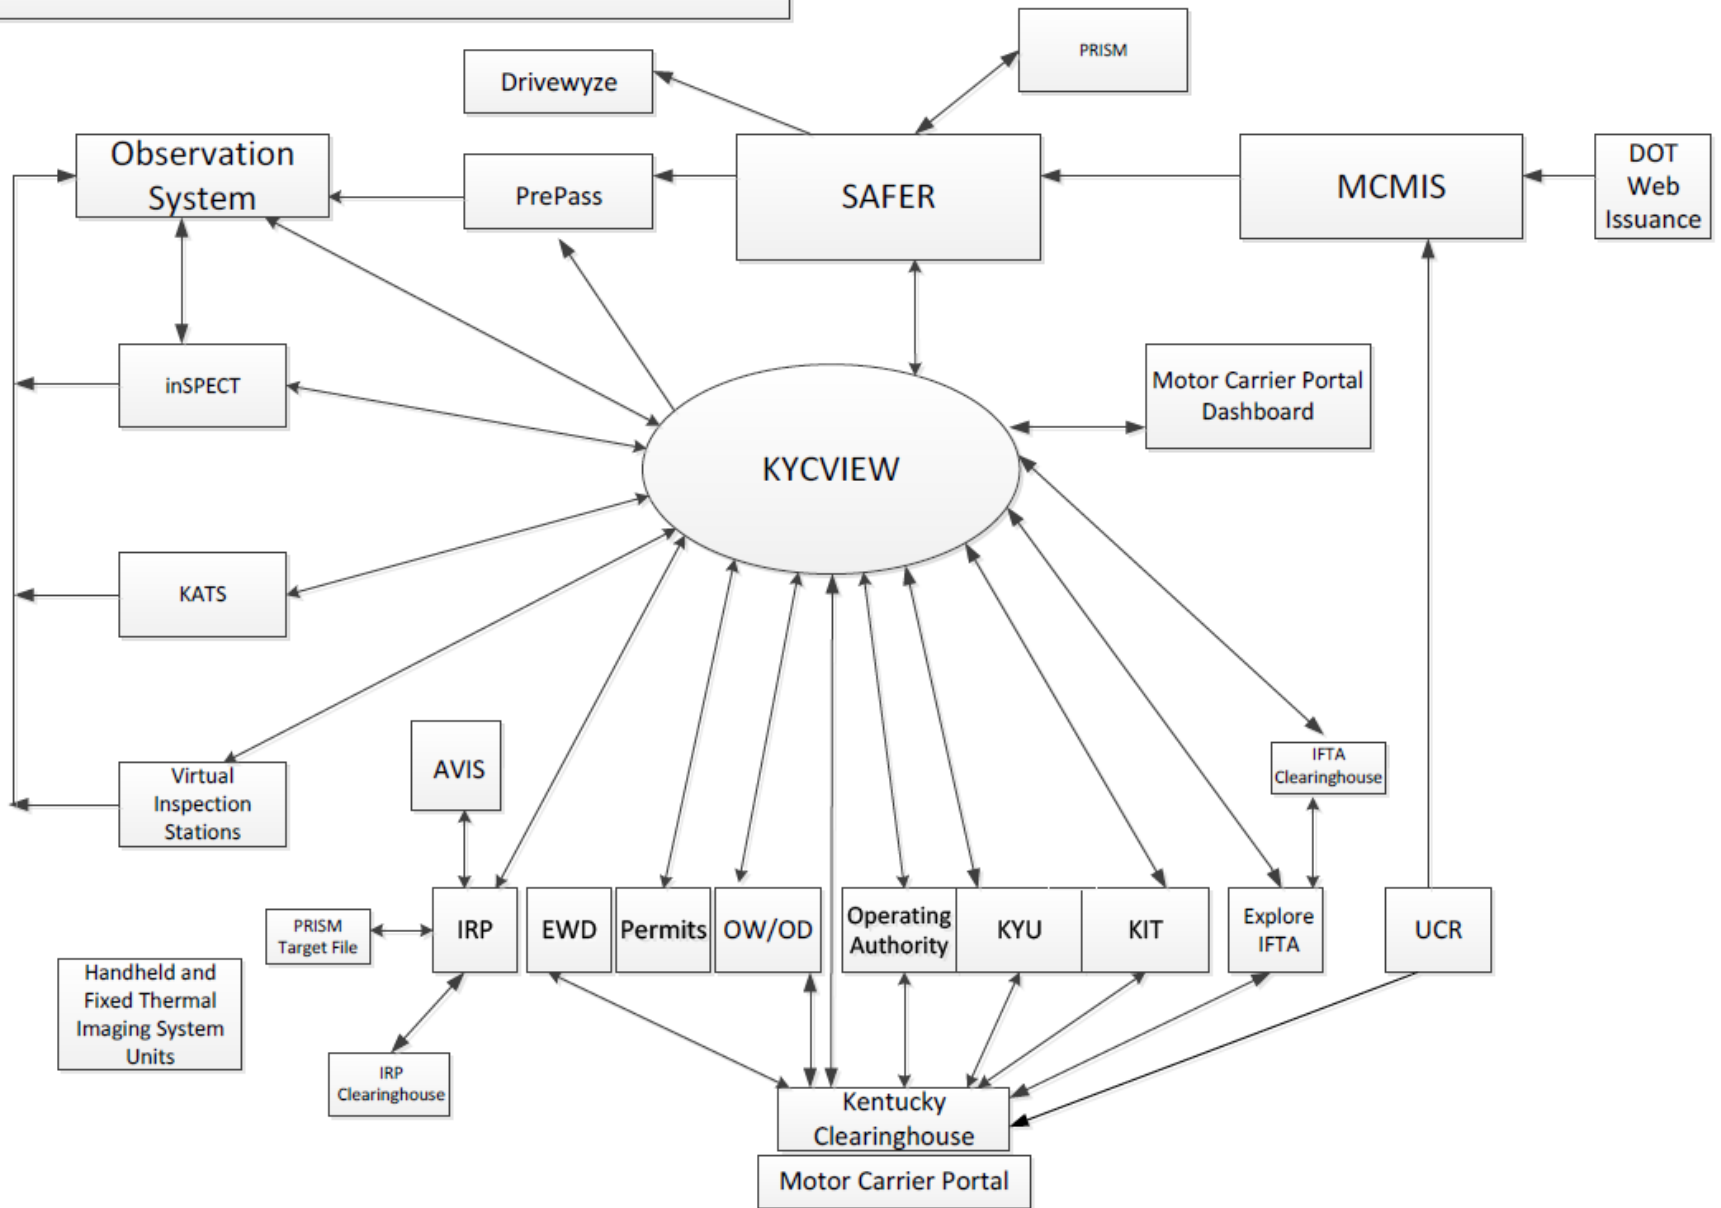 PRISM
Drivewyze
Observation
System
PrePass
SAFER
MCMIS
DOT
Web
Issuance
inSPECT
Motor Carrier Portal
Dashboard
KYCVIEW
KATS
Virtual
Inspection
Stations
AVIS
IFTA
Clearinghouse
PRISM
Target File
IRP
EWD
Permits
OW/OD
Operating
Authority
KYU
KIT
Explore
IFTA
UCR
Handheld and
Fixed Thermal
Imaging System
Units
IRP
Clearinghouse
Kentucky
Clearinghouse
Motor Carrier Portal